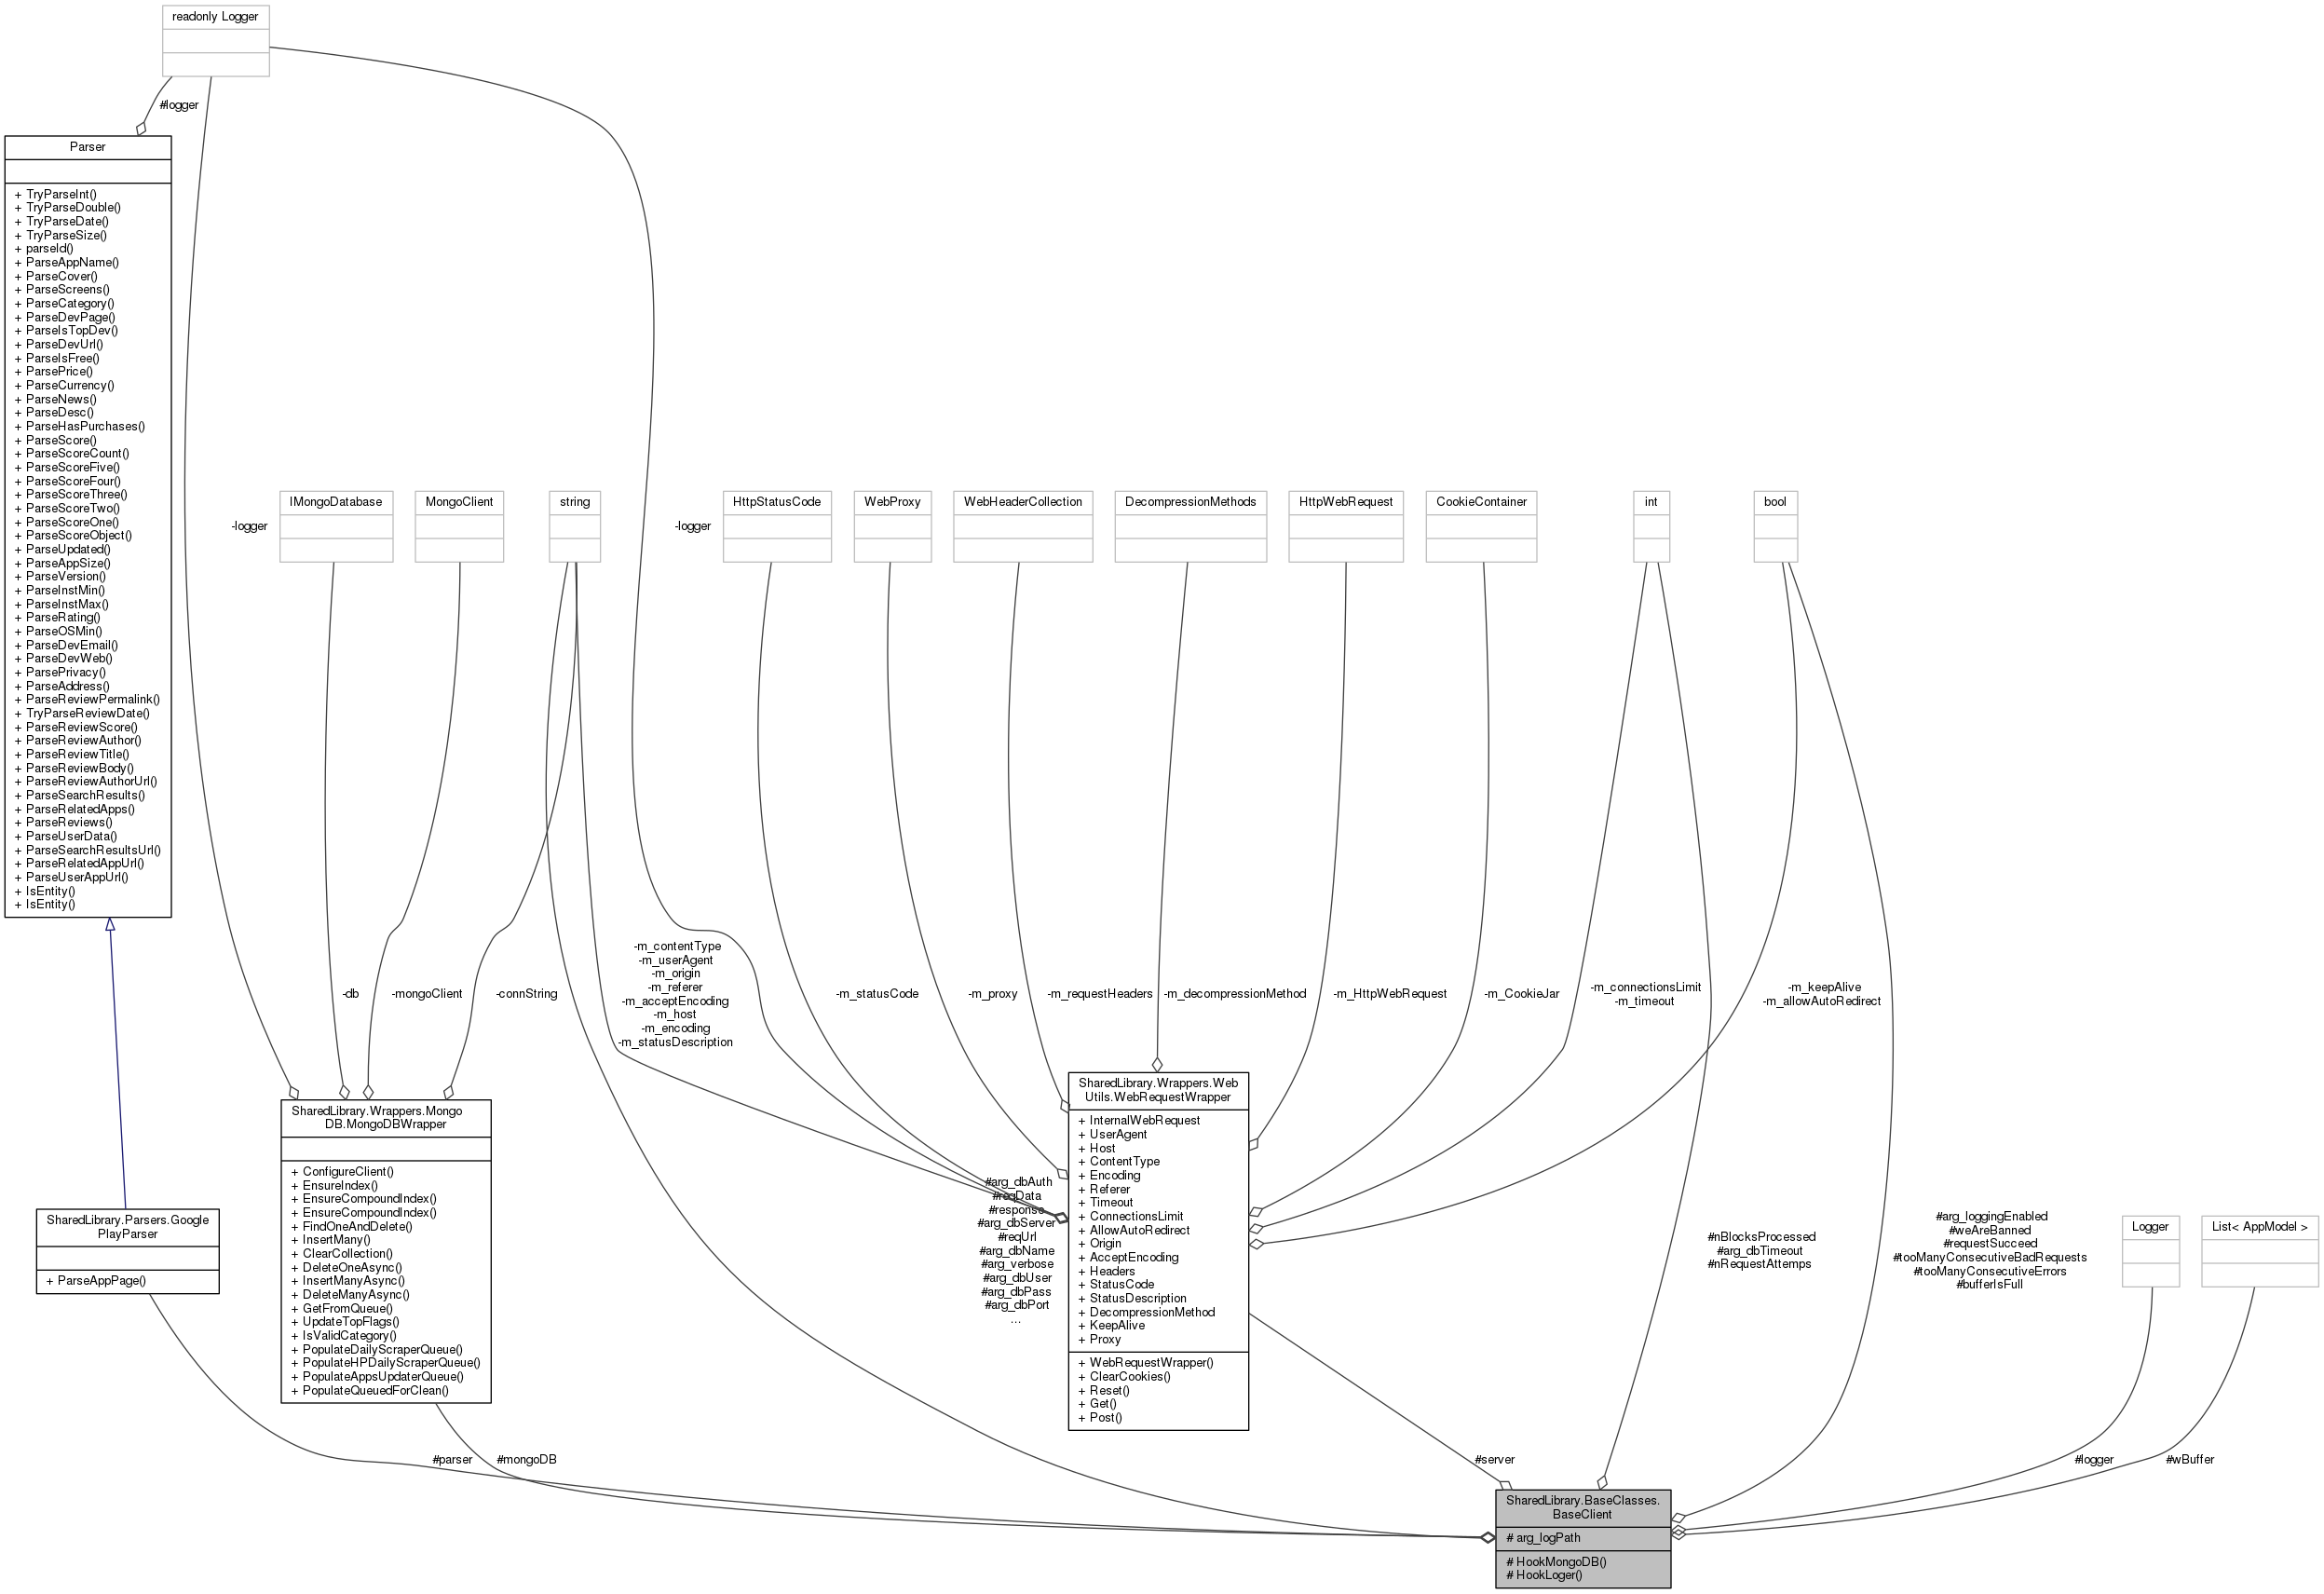 readonly Logger
#logger
Parser
+ TryParseInt()
+ TryParseDouble()
+ TryParseDate()
+ TryParseSize()
+ parseId()
+ ParseAppName()
+ ParseCover()
+ ParseScreens()
+ ParseCategory()
+ ParseDevPage()
+ ParseIsTopDev()
+ ParseDevUrl()
+ ParseIsFree()
+ ParsePrice()
+ ParseCurrency()
+ ParseNews()
+ ParseDesc()
+ ParseHasPurchases()
+ ParseScore()
+ ParseScoreCount()
+ ParseScoreFive()
+ ParseScoreFour()
+ ParseScoreThree()
+ ParseScoreTwo()
+ ParseScoreOne()
+ ParseScoreObject()
+ ParseUpdated()
+ ParseAppSize()
+ ParseVersion()
+ ParseInstMin()
+ ParseInstMax()
+ ParseRating()
+ ParseOSMin()
+ ParseDevEmail()
+ ParseDevWeb()
+ ParsePrivacy()
+ ParseAddress()
+ ParseReviewPermalink()
+ TryParseReviewDate()
+ ParseReviewScore()
+ ParseReviewAuthor()
+ ParseReviewTitle()
+ ParseReviewBody()
+ ParseReviewAuthorUrl()
+ ParseSearchResults()
+ ParseRelatedApps()
+ ParseReviews()
+ ParseUserData()
+ ParseSearchResultsUrl()
+ ParseRelatedAppUrl()
+ ParseUserAppUrl()
+ IsEntity()
+ IsEntity()
-logger
IMongoDatabase
MongoClient
string
-logger
HttpStatusCode
WebProxy
WebHeaderCollection
DecompressionMethods
HttpWebRequest
CookieContainer
int
bool
-db
-mongoClient
-connString
-m_contentType
-m_userAgent
-m_origin
-m_referer
-m_acceptEncoding
-m_host
-m_encoding
-m_statusDescription
-m_statusCode
-m_proxy
-m_requestHeaders
-m_decompressionMethod
-m_HttpWebRequest
-m_CookieJar
-m_connectionsLimit
-m_timeout
-m_keepAlive
-m_allowAutoRedirect
SharedLibrary.Parsers.Google
PlayParser
+ ParseAppPage()
SharedLibrary.Wrappers.Mongo
DB.MongoDBWrapper
+ ConfigureClient()
+ EnsureIndex()
+ EnsureCompoundIndex()
+ EnsureCompoundIndex()
+ FindOneAndDelete()
+ InsertMany()
+ ClearCollection()
+ DeleteOneAsync()
+ InsertManyAsync()
+ DeleteManyAsync()
+ GetFromQueue()
+ UpdateTopFlags()
+ IsValidCategory()
+ PopulateDailyScraperQueue()
+ PopulateHPDailyScraperQueue()
+ PopulateAppsUpdaterQueue()
+ PopulateQueuedForClean()
#arg_dbAuth
#reqData
#response
#arg_dbServer
#reqUrl
#arg_dbName
#arg_verbose
#arg_dbUser
#arg_dbPass
#arg_dbPort
...
SharedLibrary.Wrappers.Web
Utils.WebRequestWrapper
+ InternalWebRequest
+ UserAgent
+ Host
+ ContentType
+ Encoding
+ Referer
+ Timeout
+ ConnectionsLimit
+ AllowAutoRedirect
+ Origin
+ AcceptEncoding
+ Headers
+ StatusCode
+ StatusDescription
+ DecompressionMethod
+ KeepAlive
+ Proxy
+ WebRequestWrapper()
+ ClearCookies()
+ Reset()
+ Get()
+ Post()
#nBlocksProcessed
#arg_dbTimeout
#nRequestAttemps
#arg_loggingEnabled
#weAreBanned
#requestSucceed
#tooManyConsecutiveBadRequests
#tooManyConsecutiveErrors
#bufferIsFull
Logger
List< AppModel >
#parser
#mongoDB
#server
#logger
#wBuffer
SharedLibrary.BaseClasses.
BaseClient
# arg_logPath
# HookMongoDB()
# HookLoger()